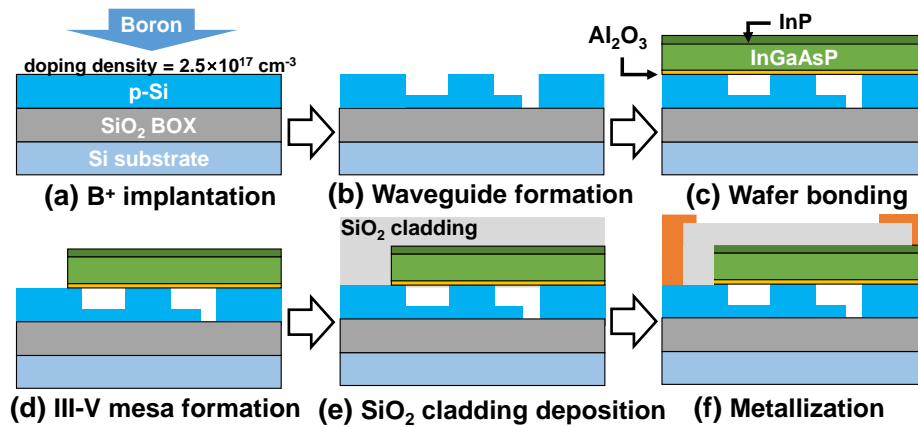 Boron
doping density = 2.5×10¹⁷ cm⁻³
p-Si
SiO₂ BOX
Si substrate
(a) B⁺ implantation
(b) Waveguide formation
Al₂O₃
InP
InGaAsP
(c) Wafer bonding
(d) III-V mesa formation
SiO₂ cladding
(e) SiO₂ cladding deposition
(f) Metallization